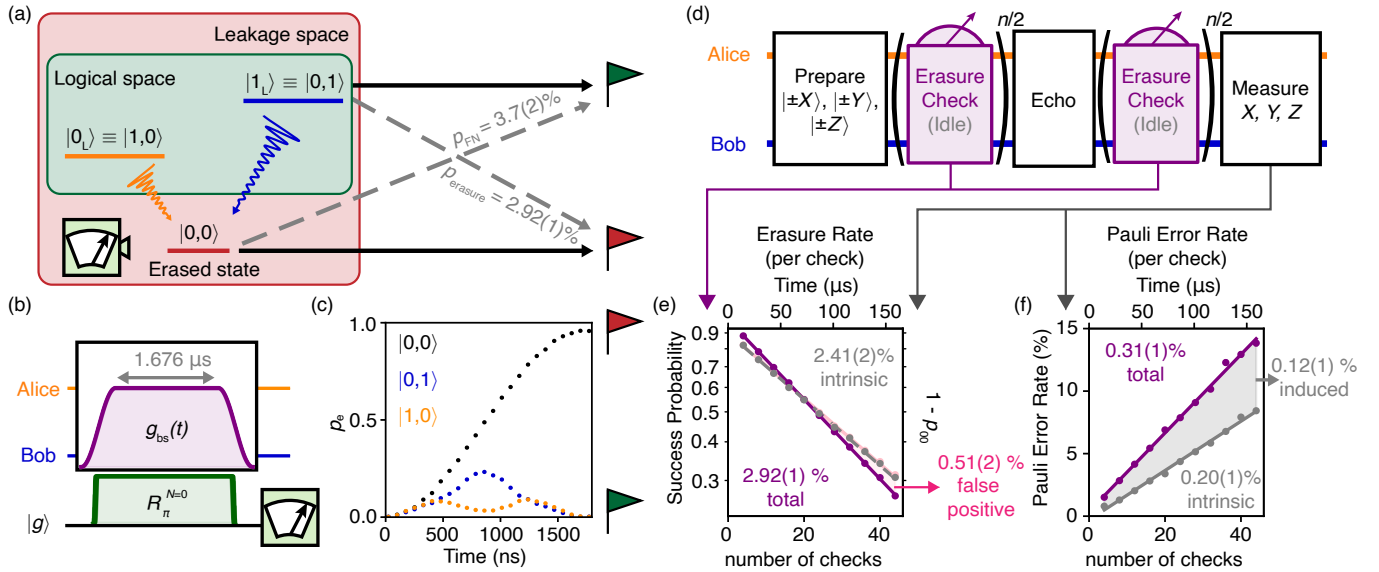 (a)
Leakage space
Logical space
|1L⟩ ≡ |0,1⟩
|0L⟩ ≡ |1,0⟩
|0,0⟩
Erased state
pFN = 3.7(2)%
perasure = 2.92(1)%
(b)
1.676 μs
Alice
gbs(t)
Bob
RπN=0
|g⟩
(c)
1.0
|0,0⟩
|0,1⟩
|1,0⟩
pe
0.5
0.0
0 500 1000 1500
Time (ns)
(d)
Alice
Bob
Prepare
|±X⟩, |±Y⟩,
|±Z⟩
Erasure
Check
(Idle)
n/2
Echo
Erasure
Check
(Idle)
n/2
Measure
X, Y, Z
Erasure Rate
(per check)
Time (μs)
(e)
0 50 100 150
Success Probability
0.9
0.8
0.7
0.6
0.5
0.4
0.3
2.41(2)%
intrinsic
2.92(1) %
total
1 - p00
0.51(2) %
false
positive
0 20 40
number of checks
Pauli Error Rate
(per check)
Time (μs)
(f)
0 50 100 150
Pauli Error Rate (%)
15
10
5
0
0.31(1)%
total
0.12(1) %
induced
0.20(1)%
intrinsic
0 20 40
number of checks